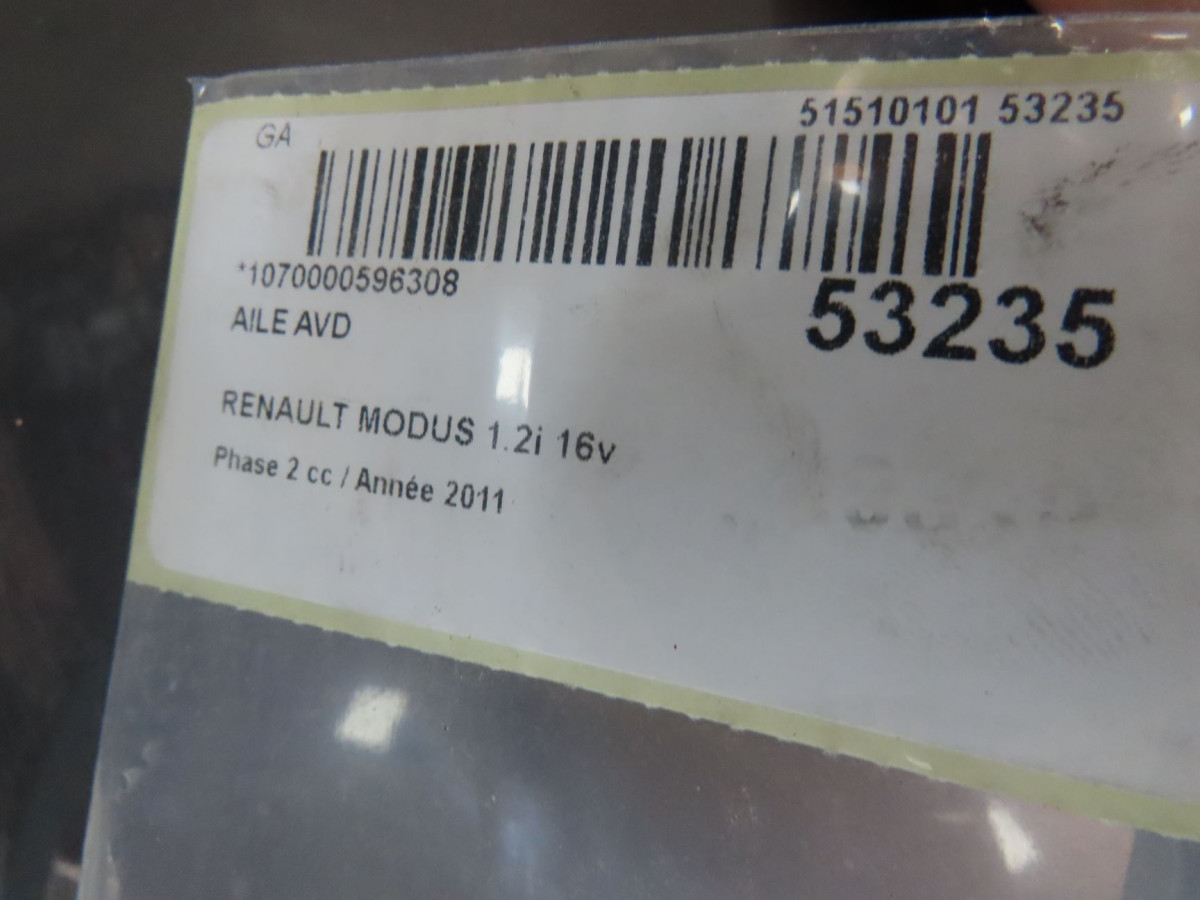 GA
51510101 53235
*1070000596308
53235
AILE AVD
RENAULT MODUS 1.2i 16v
Phase 2 cc / Année 2011